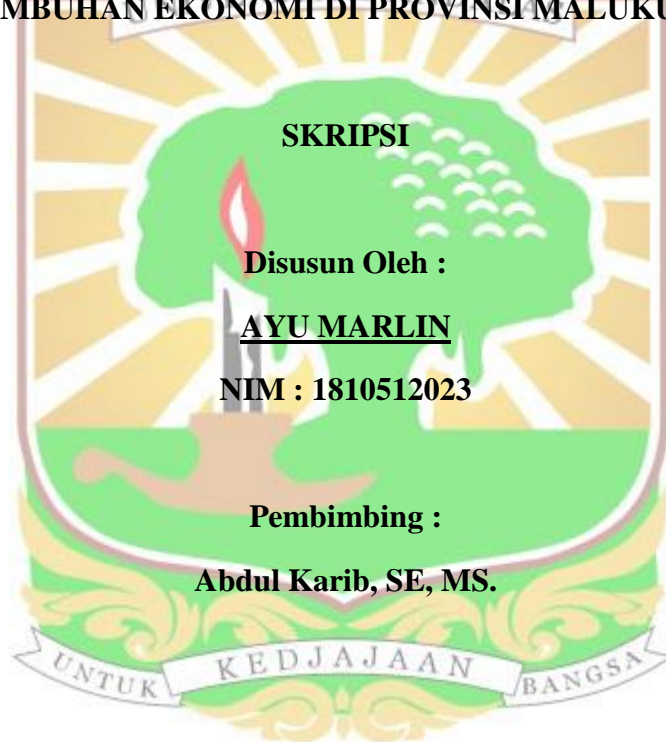 MBUHAN EKONOMI DI PROVINSI MALUKU
SKRIPSI
Disusun Oleh :
AYU MARLIN
NIM : 1810512023
Pembimbing :
Abdul Karib, SE, MS.
UNTUK KEDJAJAAN BANGSA